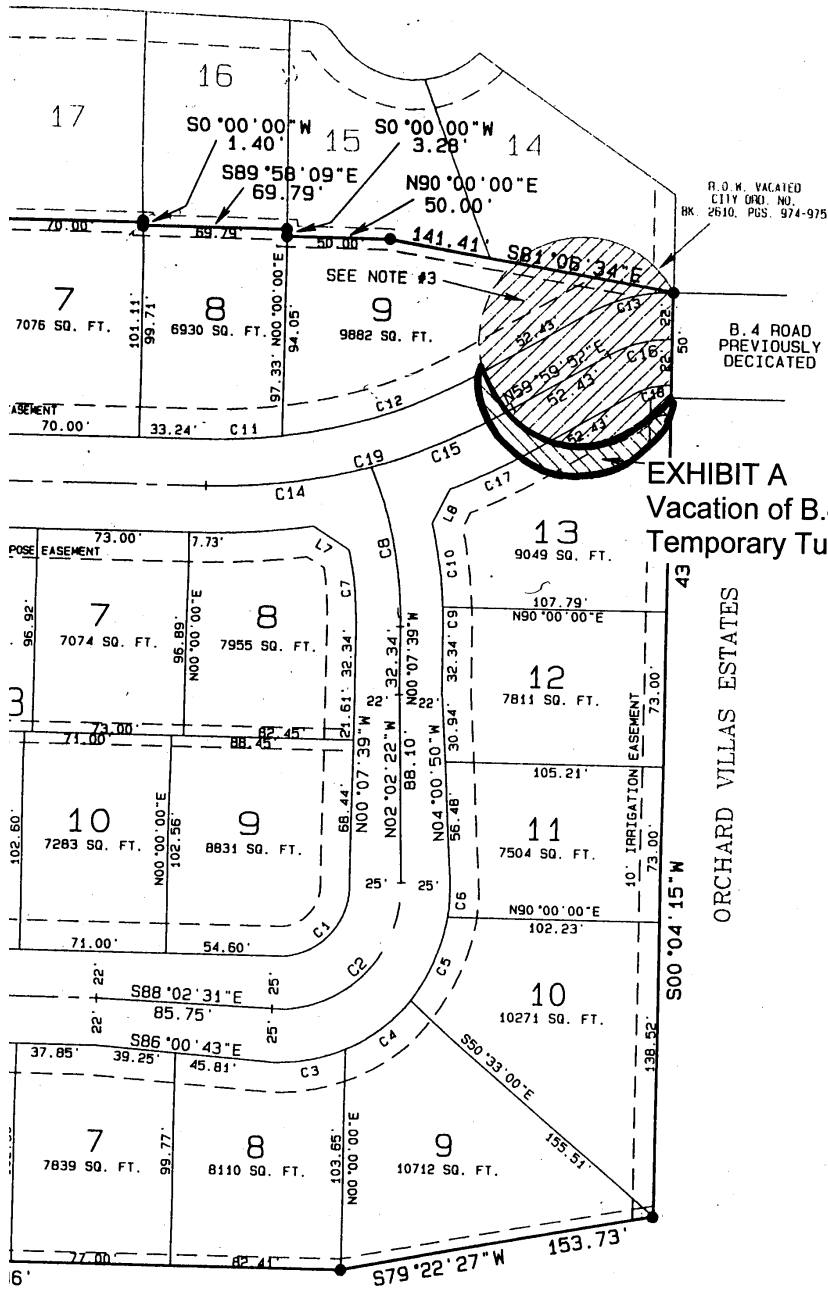 16
17
S0°00'00"W
1.40'
15
S0°00'00"W
3.28'
14
S89°58'09"E
69.79'
N90°00'00"E
50.00'
R.O.W. VACATED
CITY ORD. NO.
BK. 2610, PGS. 974-975
70.00'
69.79'
50.00'
141.41'
S81°06'34"E
SEE NOTE #3
7
7076 SQ. FT.
101.11'
99.71'
8
6930 SQ. FT.
97.33'
N00°00'00"E
94.05'
9
9882 SQ. FT.
52.43'
C13
22'
50'
22'
B.4 ROAD
PREVIOUSLY
DECICATED
N59°59'52"E
52.43'
C16
C18
52.43'
EASEMENT
70.00'
33.24'
C11
C12
C19
C15
C14
C17
EXHIBIT A
Vacation of B.4
Temporary Tu
L8
13
9049 SQ. FT.
43
73.00'
7.73'
L7
C8
C10
POSE EASEMENT
C7
C9
107.79'
N90°00'00"E
96.92'
7
7074 SQ. FT.
96.89'
N00°00'00"E
8
7955 SQ. FT.
32.34'
21.61'
32.34'
N00°07'39"W
32.34'
30.94'
22'
22'
12
7811 SQ. FT.
73.00'
3
73.00'
82.45'
71.00'
88.45'
105.21'
10' IRRIGATION EASEMENT
ORCHARD VILLAS ESTATES
102.60'
10
7283 SQ. FT.
102.56'
N00°00'00"E
9
8831 SQ. FT.
68.44'
N00°07'39"W
N02°02'22"W
88.10'
N04°00'05"W
56.48'
11
7504 SQ. FT.
73.00'
S00°04'15"W
25'
25'
C6
N90°00'00"E
102.23'
71.00'
54.60'
C1
C2
C5
22'
22'
S88°02'31"E
85.75'
25'
25'
10
10271 SQ. FT.
138.52'
S86°00'43"E
37.85'
39.25'
45.81'
C3
C4
S50°33'00"E
155.51'
7
7839 SQ. FT.
99.77'
8
8110 SQ. FT.
103.65'
N00°00'00"E
9
10712 SQ. FT.
77.00'
82.41'
S79°22'27"W
153.73'
6'